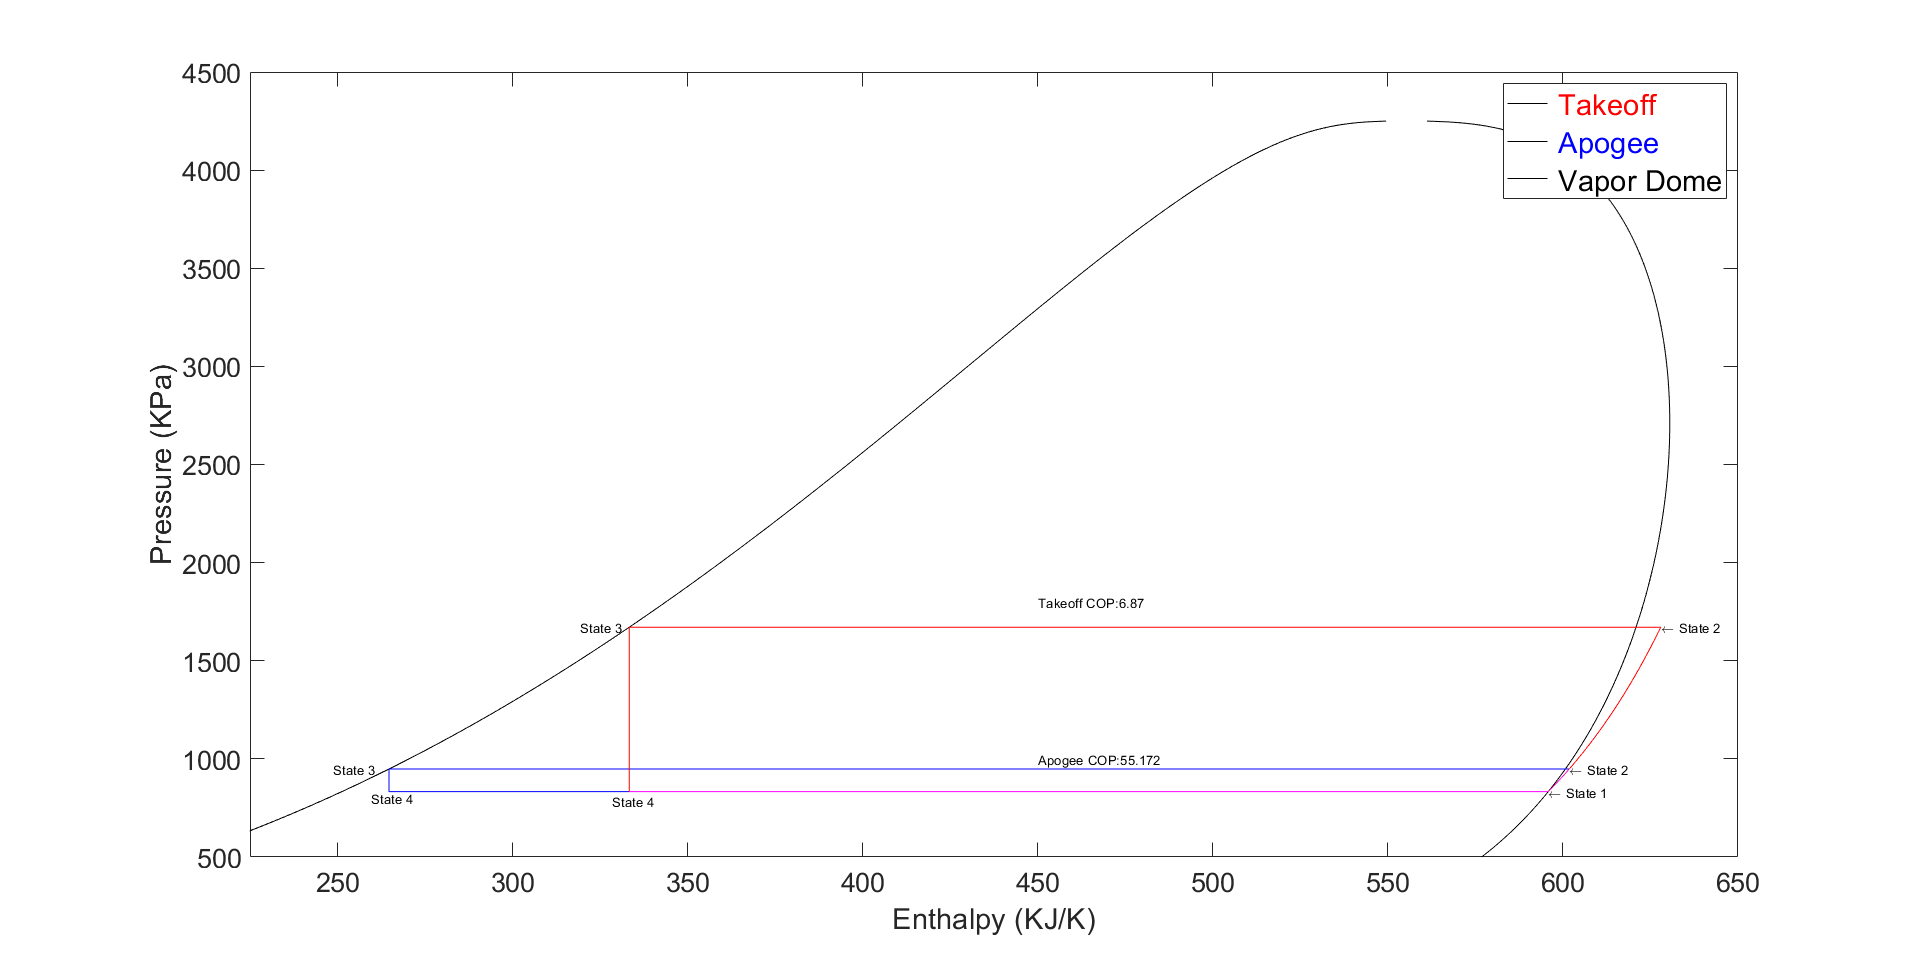 4500
4000
3500
3000
2500
2000
1500
1000
500
Pressure (KPa)
Takeoff
Apogee
Vapor Dome
Takeoff COP:6.87
State 3
← State 2
Apogee COP:55.172
State 3
← State 2
State 4
State 4
← State 1
250 300 350 400 450 500 550 600 650
Enthalpy (KJ/K)